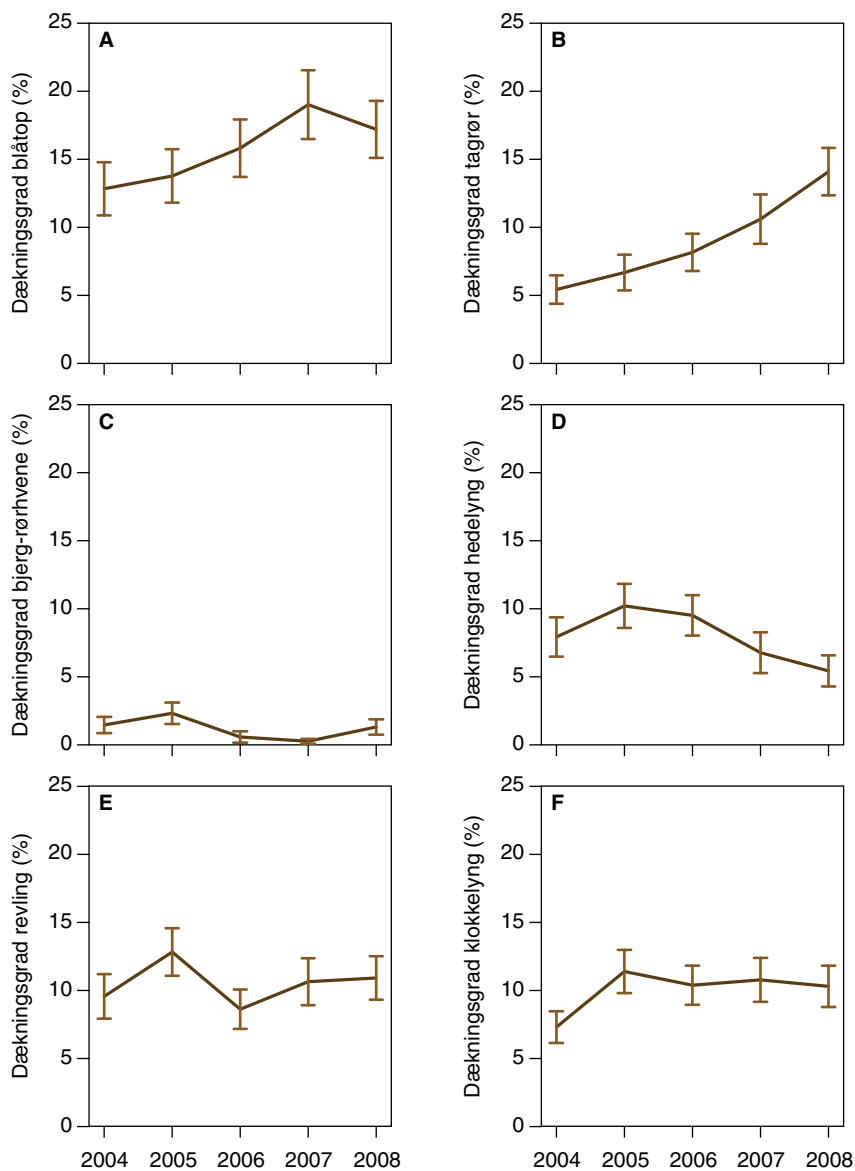 A
Dækningsgrad blåtop (%)
25
20
15
10
5
0
B
Dækningsgrad tagrør (%)
25
20
15
10
5
0
C
Dækningsgrad bjerg-rørhvene (%)
25
20
15
10
5
0
D
Dækningsgrad hedelyng (%)
25
20
15
10
5
0
E
Dækningsgrad revling (%)
25
20
15
10
5
0
2004 2005 2006 2007 2008
F
Dækningsgrad klokkelyng (%)
25
20
15
10
5
0
2004 2005 2006 2007 2008